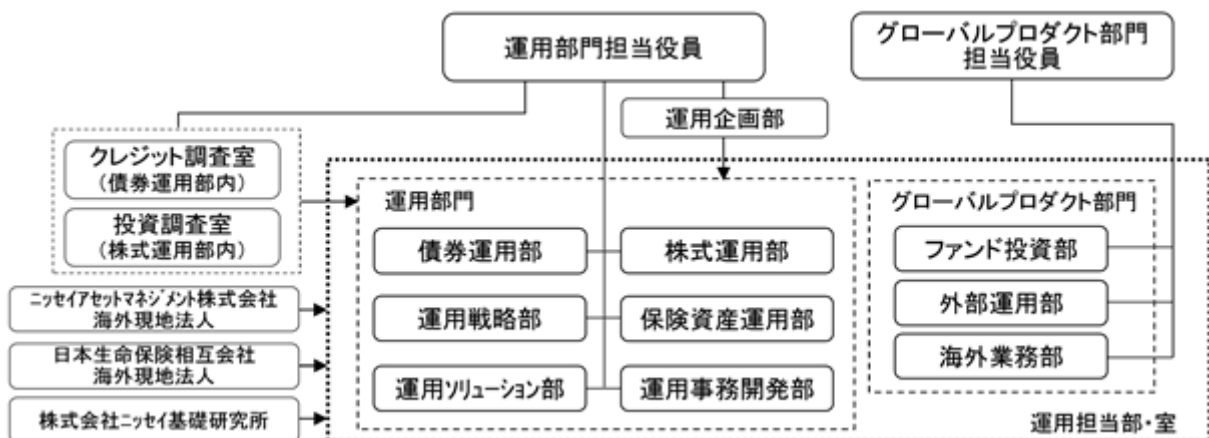 運用部門担当役員
グローバルプロダクト部門
担当役員
運用企画部
クレジット調査室
(債券運用部内)
投資調査室
(株式運用部内)
運用部門
債券運用部
株式運用部
運用戦略部
保険資産運用部
運用ソリューション部
運用事務開発部
グローバルプロダクト部門
ファンド投資部
外部運用部
海外業務部
ニッセイアセットマネジメント株式会社
海外現地法人
日本生命保険相互会社
海外現地法人
株式会社ニッセイ基礎研究所
運用担当部・室